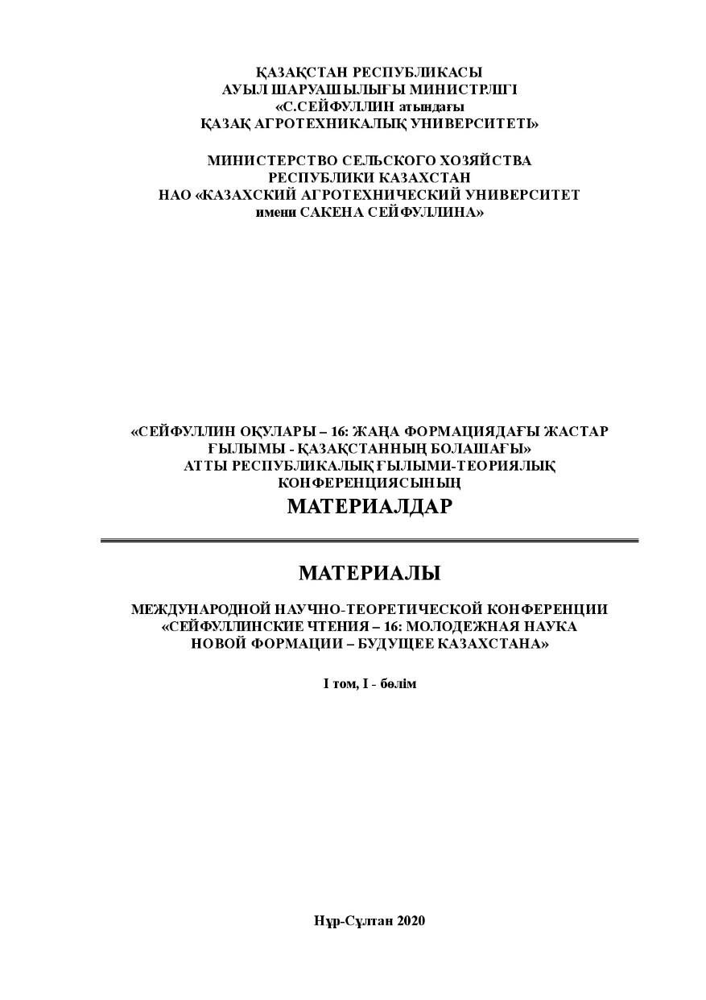 ҚАЗАҚСТАН РЕСПУБЛИКАСЫ
АУЫЛ ШАРУАШЫЛЫҒЫ МИНИСТРЛІГІ
«С.СЕЙФУЛЛИН атындағы
ҚАЗАҚ АГРОТЕХНИКАЛЫҚ УНИВЕРСИТЕТІ»
МИНИСТЕРСТВО СЕЛЬСКОГО ХОЗЯЙСТВА
РЕСПУБЛИКИ КАЗАХСТАН
НАО «КАЗАХСКИЙ АГРОТЕХНИЧЕСКИЙ УНИВЕРСИТЕТ
имени САКЕНА СЕЙФУЛЛИНА»
«СЕЙФУЛЛИН ОҚУЛАРЫ – 16: ЖАҢА ФОРМАЦИЯДАҒЫ ЖАСТАР
ҒЫЛЫМЫ - ҚАЗАҚСТАННЫҢ БОЛАШАҒЫ»
АТТЫ РЕСПУБЛИКАЛЫҚ ҒЫЛЫМИ-ТЕОРИЯЛЫҚ
КОНФЕРЕНЦИЯСЫНЫҢ
МАТЕРИАЛДАР
МАТЕРИАЛЫ
МЕЖДУНАРОДНОЙ НАУЧНО-ТЕОРЕТИЧЕСКОЙ КОНФЕРЕНЦИИ
«СЕЙФУЛЛИНСКИЕ ЧТЕНИЯ – 16: МОЛОДЕЖНАЯ НАУКА
НОВОЙ ФОРМАЦИИ – БУДУЩЕЕ КАЗАХСТАНА»
I том, I - бөлім
Нұр-Сұлтан 2020